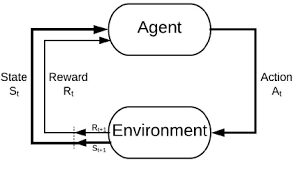 Agent
State
Sₜ
Reward
Rₜ
Action
Aₜ
Rₜ₊₁
Environment
Sₜ₊₁